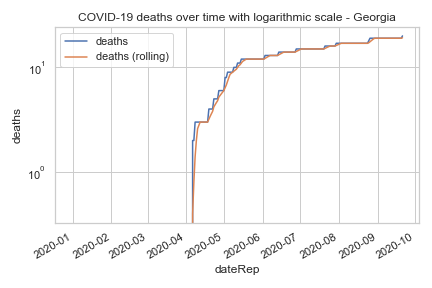 COVID-19 deaths over time with logarithmic scale - Georgia
deaths
deaths (rolling)
10¹
10⁰
deaths
2020-01
2020-02
2020-03
2020-04
2020-05
2020-06
2020-07
2020-08
2020-09
2020-10
dateRep